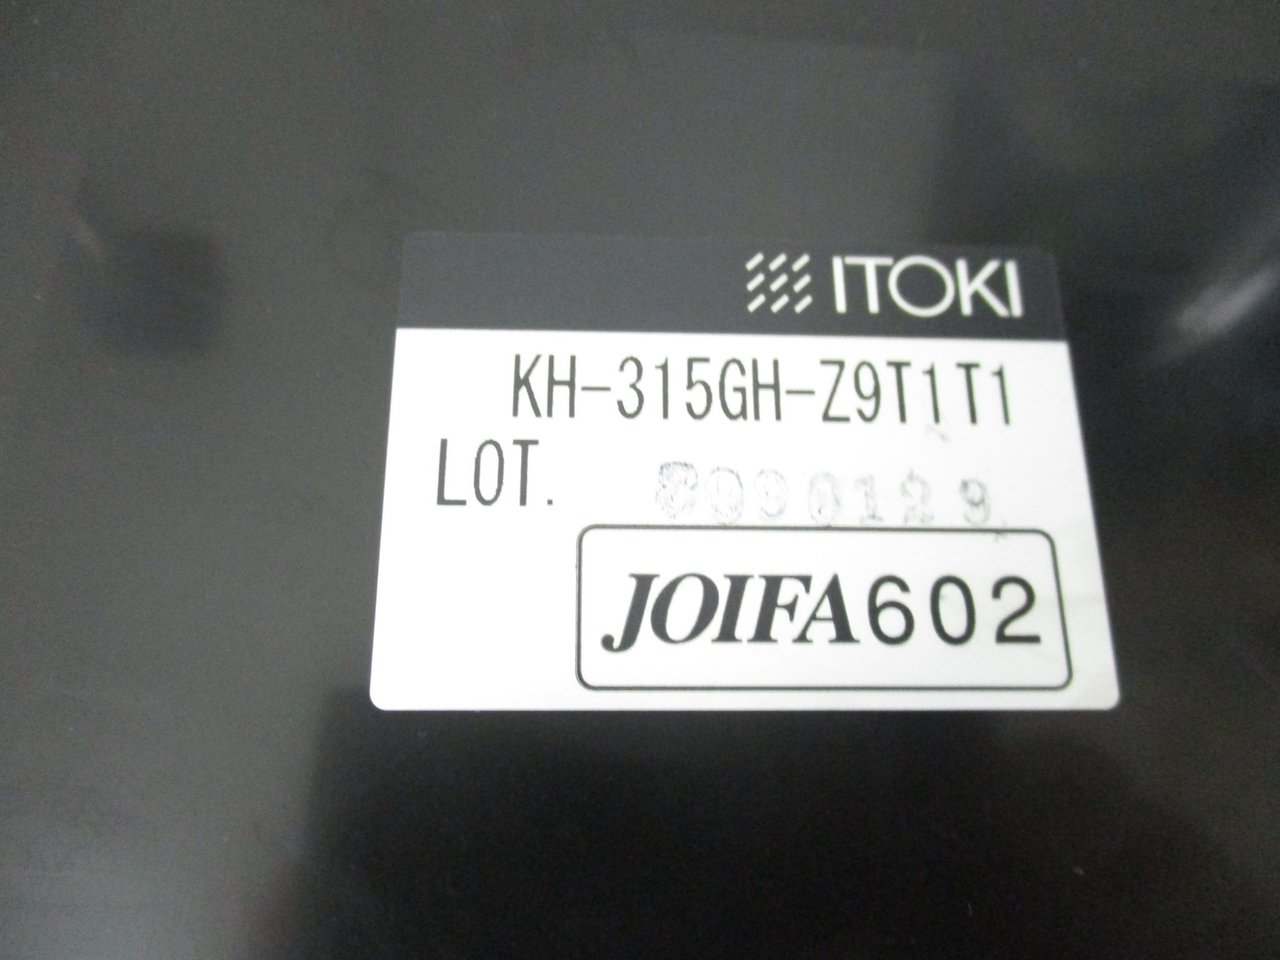 ITOKI
KH-315GH-Z9T1T1
LOT.
JOIFA602